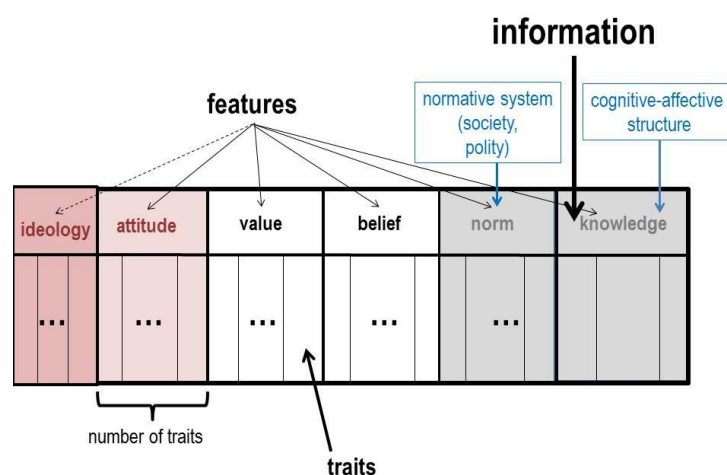 information
features
normative system
(society,
polity)
cognitive-affective
structure
ideology
attitude
value
belief
norm
knowledge
...
...
...
...
...
number of traits
traits